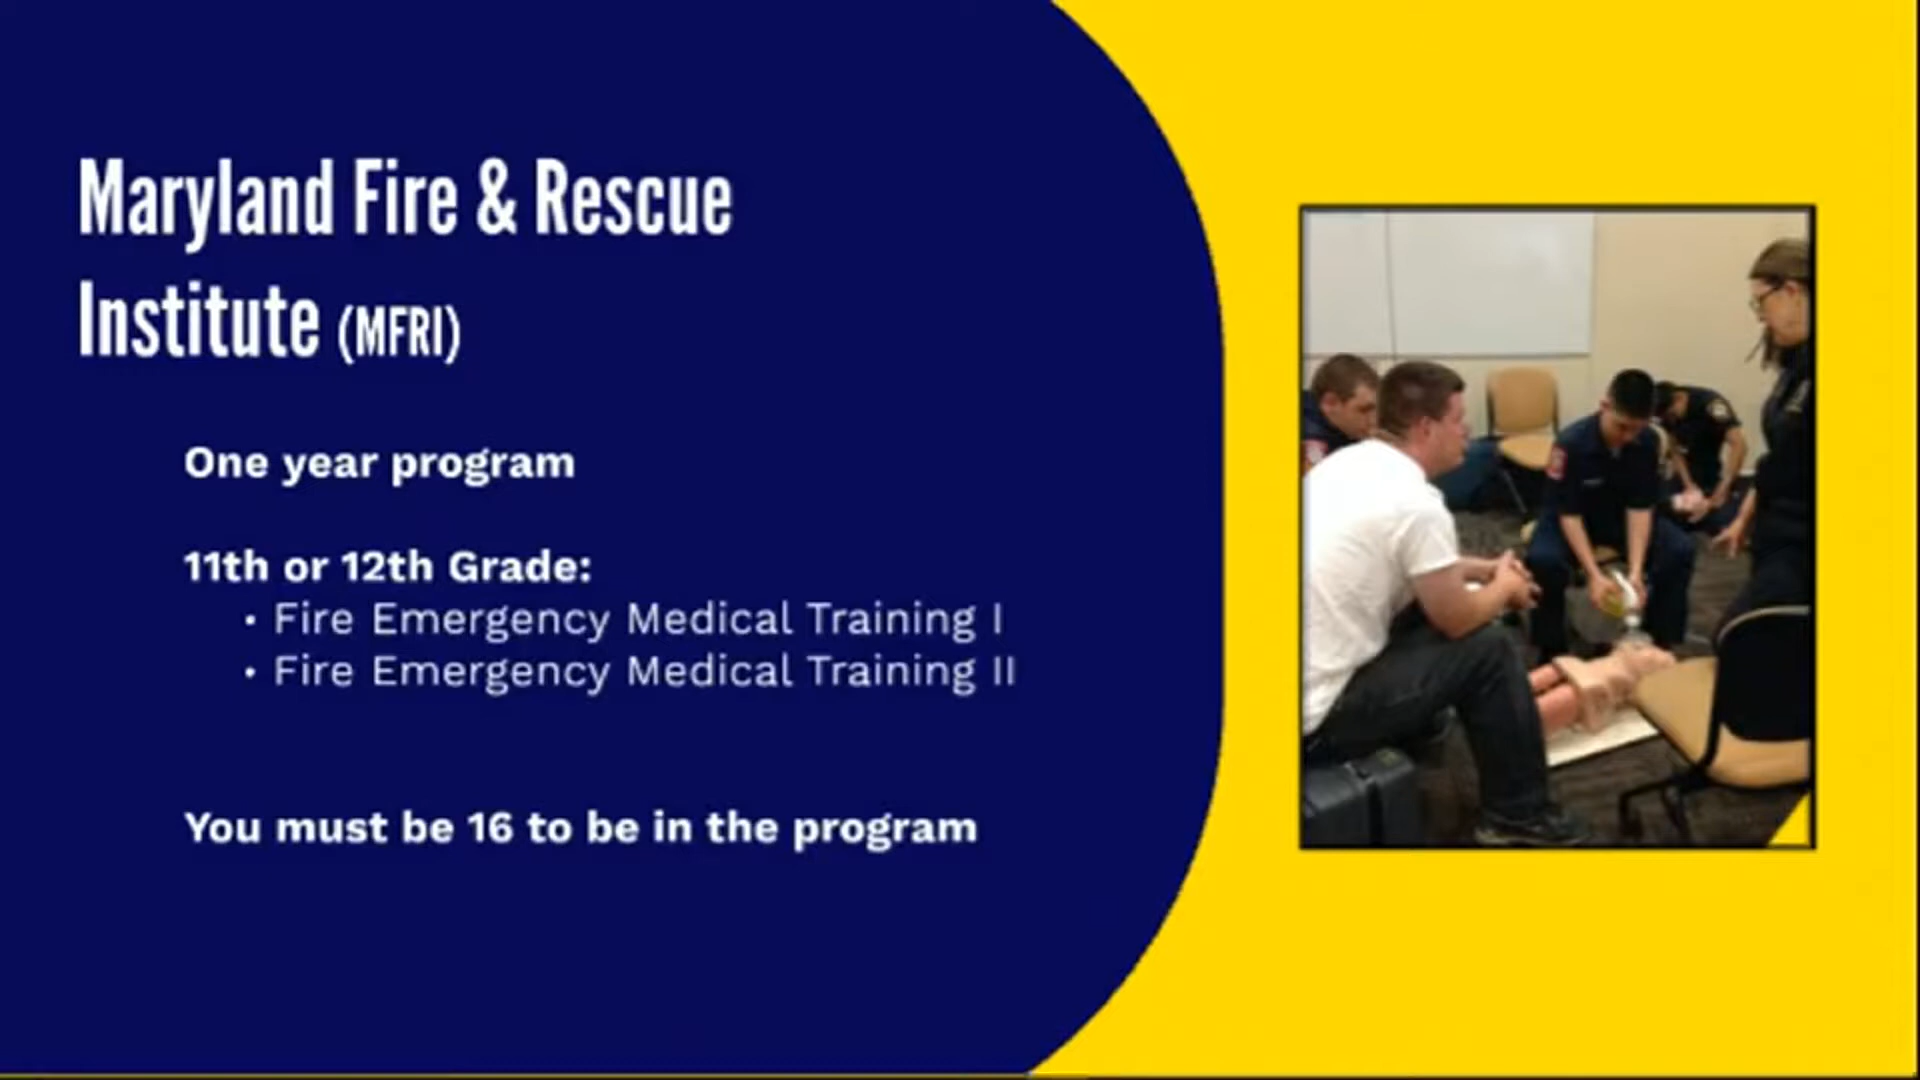 Maryland Fire & Rescue
Institute (MFRI)
One year program
11th or 12th Grade:
• Fire Emergency Medical Training I
• Fire Emergency Medical Training II
You must be 16 to be in the program